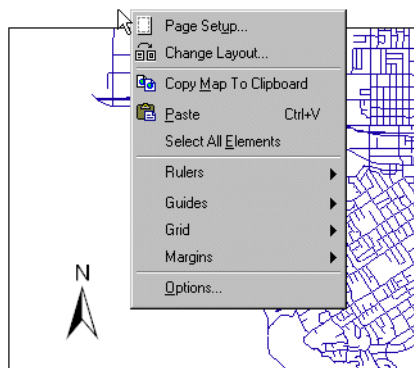 Page Setup...
Change Layout...
Copy Map To Clipboard
Paste Ctrl+V
Select All Elements
Rulers
Guides
Grid
Margins
Options...
N